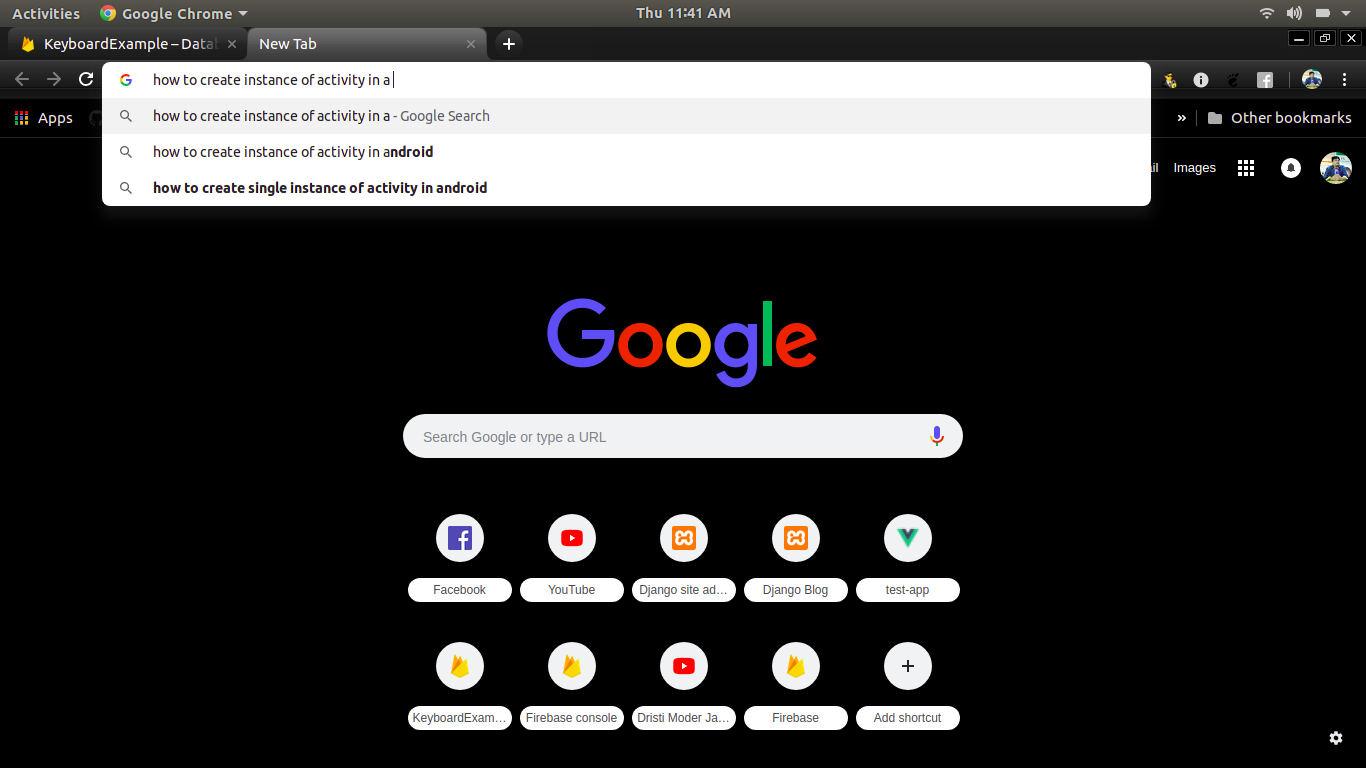 Activities Google Chrome Thu 11:41 AM
KeyboardExample – Data
New Tab
how to create instance of activity in a
Apps
Other bookmarks
how to create instance of activity in a - Google Search
how to create instance of activity in android
how to create single instance of activity in android
ail Images
Google
Search Google or type a URL
Facebook YouTube Django site ad... Django Blog test-app
KeyboardExam... Firebase console Dristi Moder Ja... Firebase Add shortcut